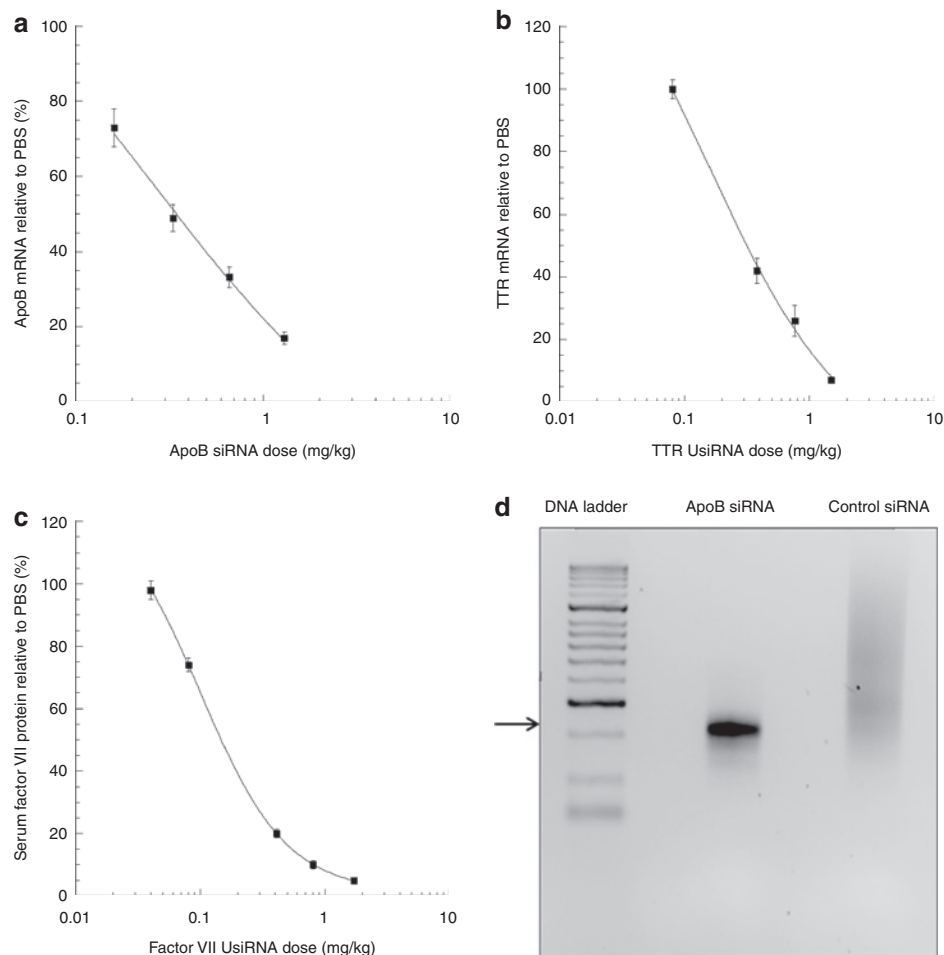 a
ApoB mRNA relative to PBS (%)
100
80
60
40
20
0
0.1
1
10
ApoB siRNA dose (mg/kg)
b
TTR mRNA relative to PBS
120
100
80
60
40
20
0
0.01
0.1
1
10
TTR UsiRNA dose (mg/kg)
c
Serum factor VII protein relative to PBS (%)
120
100
80
60
40
20
0
0.01
0.1
1
10
Factor VII UsiRNA dose (mg/kg)
d
DNA ladder
ApoB siRNA
Control siRNA